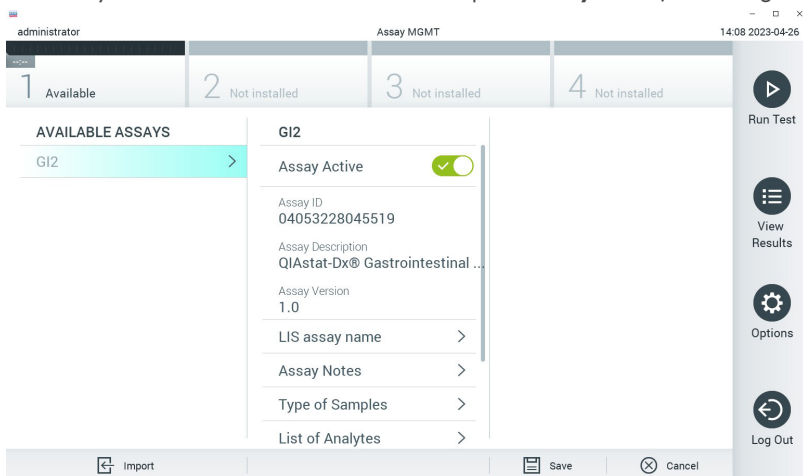 administrator Assay MGMT 14:08 2023-04-26
--:--
1 Available 2 Not installed 3 Not installed 4 Not installed
Run Test
AVAILABLE ASSAYS
GI2
GI2
Assay Active
Assay ID
04053228045519
Assay Description
QIAstat-Dx® Gastrointestinal ...
Assay Version
1.0
LIS assay name
Assay Notes
Type of Samples
List of Analytes
View
Results
Options
Log Out
Import Save Cancel